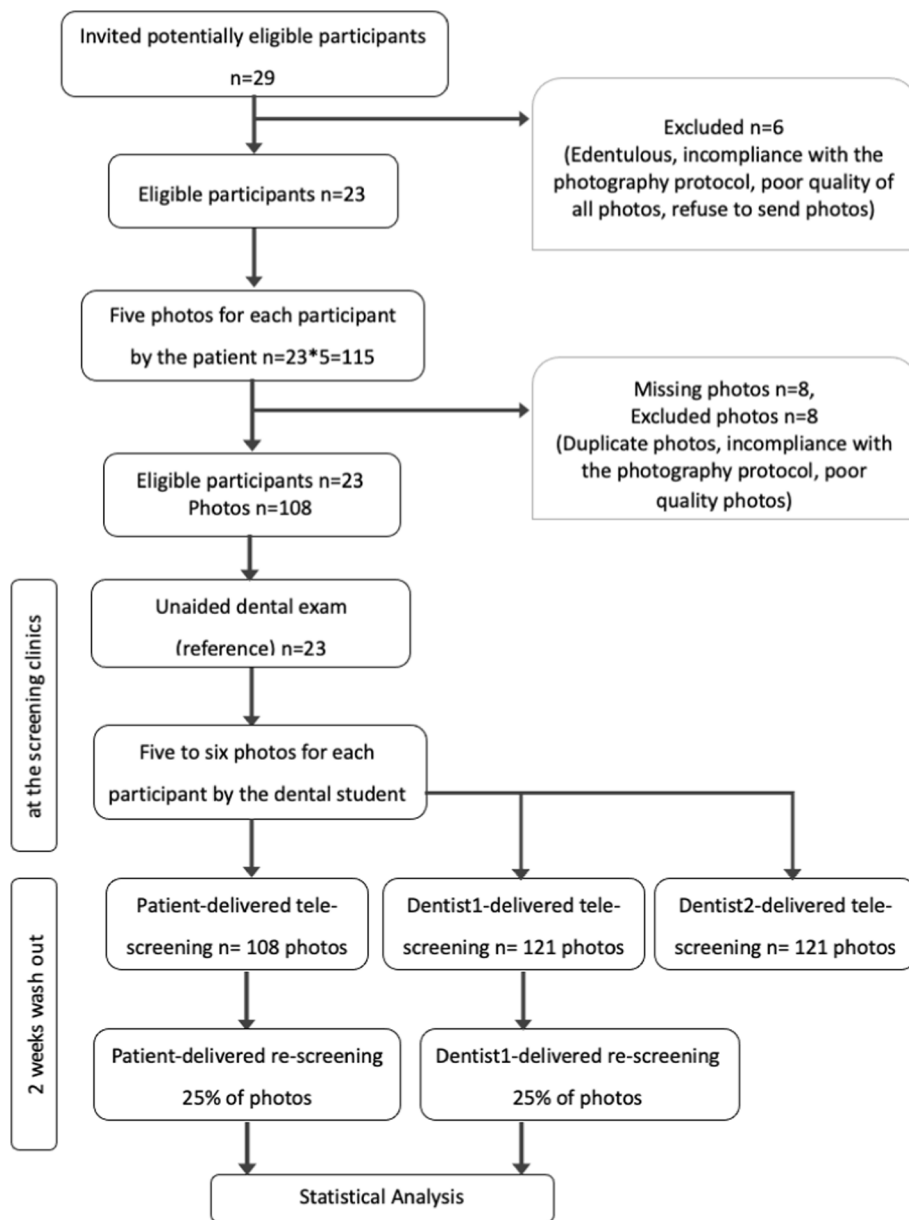 Invited potentially eligible participants
n=29
Excluded n=6
(Edentulous, incompliance with the
photography protocol, poor quality of
all photos, refuse to send photos)
Eligible participants n=23
Five photos for each participant
by the patient n=23*5=115
Missing photos n=8,
Excluded photos n=8
(Duplicate photos, incompliance with
the photography protocol, poor
quality photos)
Eligible participants n=23
Photos n=108
at the screening clinics
Unaided dental exam
(reference) n=23
Five to six photos for each
participant by the dental student
2 weeks wash out
Patient-delivered tele-
screening n= 108 photos
Dentist1-delivered tele-
screening n= 121 photos
Dentist2-delivered tele-
screening n= 121 photos
Patient-delivered re-screening
25% of photos
Dentist1-delivered re-screening
25% of photos
Statistical Analysis